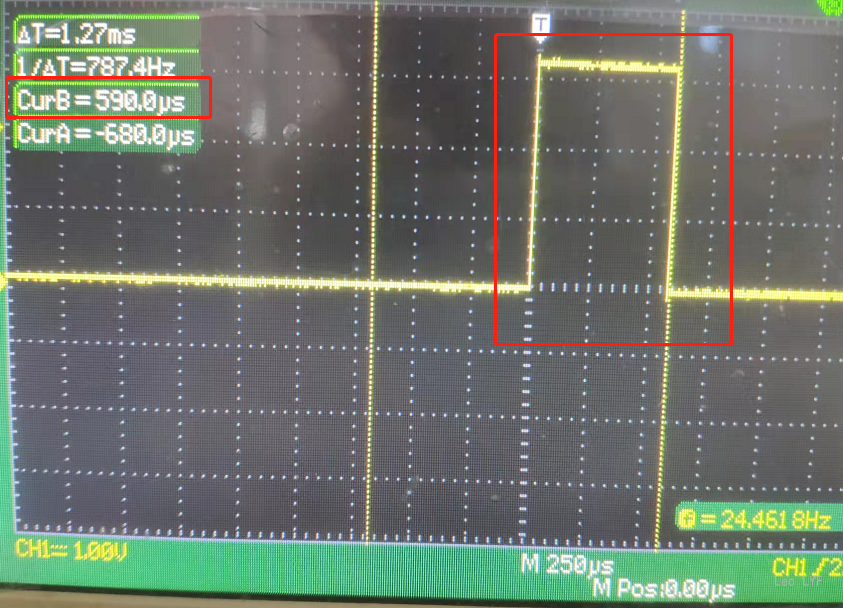 T
ΔT=1.27ms
1/ΔT=787.4Hz
CurB=590.0μs
CurA=-680.0μs
=24.4618Hz
CH1 1.00V
M 250μs
CH1
M Pos:0.00μs